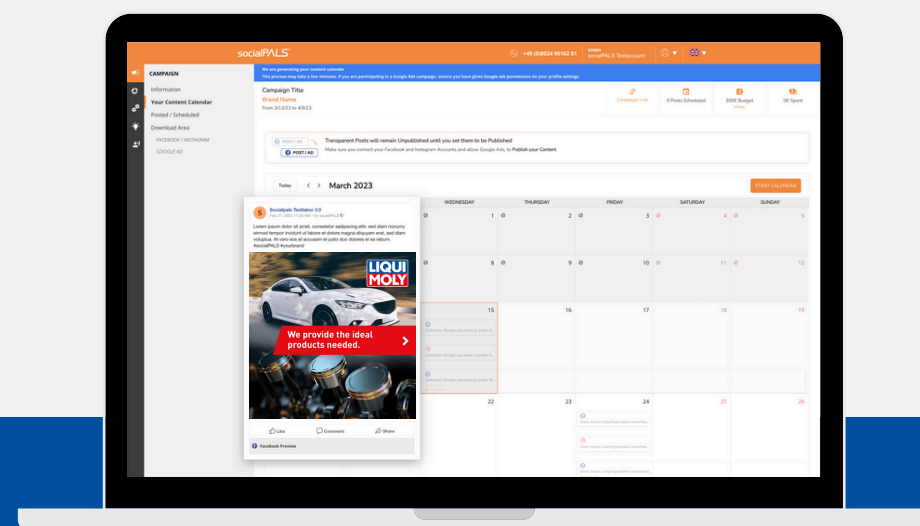 socialPALS
+49 (0)8024 90162 81
ADMIN
socialPALS Testaccount
CAMPAIGN
Information
Your Content Calendar
Posted / Scheduled
Download Area
FACEBOOK / INSTAGRAM
GOOGLE AD
We are generating your content calendar
This process may take a few minutes. If you are participating in a Google Ads campaign, ensure you have given Google Ads permissions on your profile settings.
Campaign Title
Brand Name
From 3/13/23 to 4/9/23
Campaign Link
0 Posts Scheduled
300€ Budget
View
0€ Spent
POST / AD
POST / AD
Transparent Posts will remain Unpublished until you set them to be Published
Make sure you connect your Facebook and Instagram Accounts and allow Google Ads, to Publish your Content
Today
< > March 2023
START CALENDAR
WEDNESDAY THURSDAY FRIDAY SATURDAY SUNDAY
1 2 3 4 5
8 9 10 11 12
15 16 17 18 19
22 23 24 25 26
Socialpals Testlabor 3.0
Feb 27, 2023 11:20 AM - by socialPALS
Lorem ipsum dolor sit amet, consetetur sadipscing elitr, sed diam nonumy
eirmod tempor invidunt ut labore et dolore magna aliquyam erat, sed diam
voluptua. At vero eos et accusam et justo duo dolores et ea rebum.
#socialPALS #yourbrand
LIQUI
MOLY
We provide the ideal
products needed.
Like Comment Share
Facebook Preview